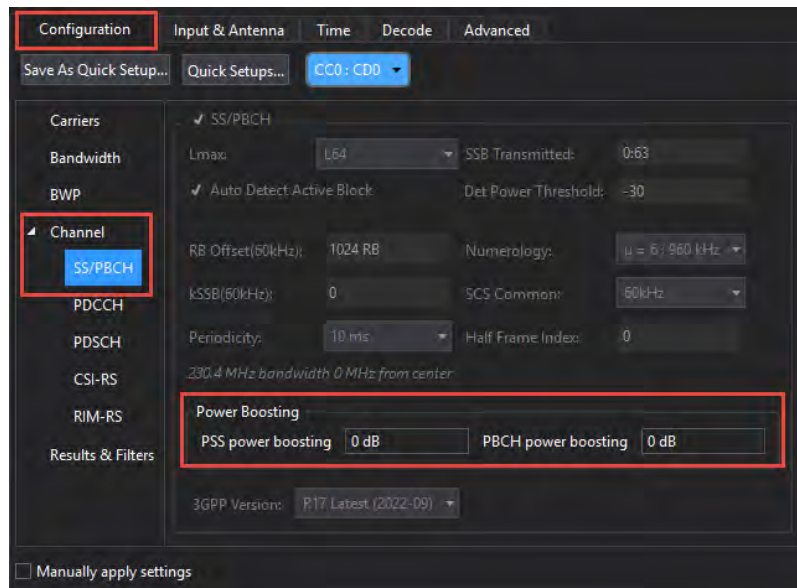 Configuration Input & Antenna Time Decode Advanced
Save As Quick Setup... Quick Setups... CC0 : CD0
Carriers
Bandwidth
BWP
Channel
SS/PBCH
PDCCH
PDSCH
CSI-RS
RIM-RS
Results & Filters
SS/PBCH
Lmax: L64 SSB Transmitted: 0:63
Auto Detect Active Block Det Power Threshold: -30
RB Offset(60kHz): 1024 RB Numerology: μ = 6 : 960 kHz
kSSB(60kHz): 0 SCS Common: 60kHz
Periodicity: 10 ms Half Frame Index: 0
230.4 MHz bandwidth 0 MHz from center
Power Boosting
PSS power boosting 0 dB PBCH power boosting 0 dB
3GPP Version: R17 Latest (2022-09)
Manually apply settings